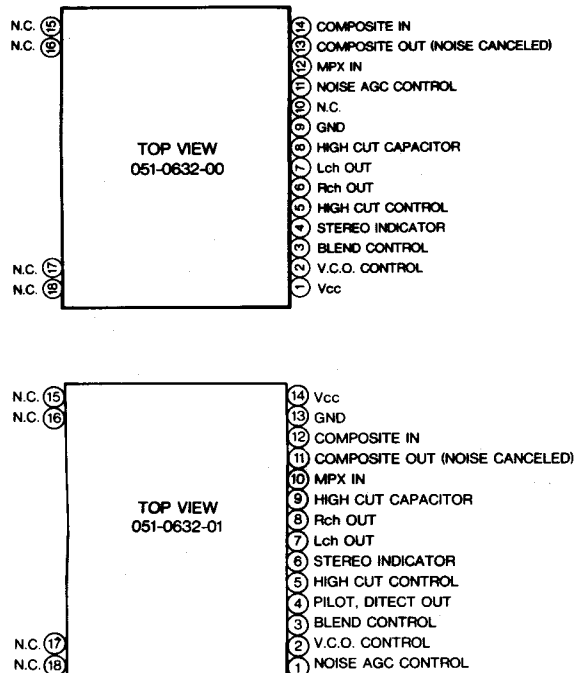 N.C. 15
N.C. 16
14 COMPOSITE IN
13 COMPOSITE OUT (NOISE CANCELED)
12 MPX IN
11 NOISE AGC CONTROL
10 N.C.
9 GND
8 HIGH CUT CAPACITOR
7 Lch OUT
6 Rch OUT
5 HIGH CUT CONTROL
4 STEREO INDICATOR
3 BLEND CONTROL
2 V.C.O. CONTROL
1 Vcc
TOP VIEW
051-0632-00
N.C. 17
N.C. 18
N.C. 15
N.C. 16
14 Vcc
13 GND
12 COMPOSITE IN
11 COMPOSITE OUT (NOISE CANCELED)
10 MPX IN
9 HIGH CUT CAPACITOR
8 Rch OUT
7 Lch OUT
6 STEREO INDICATOR
5 HIGH CUT CONTROL
4 PILOT, DITECT OUT
3 BLEND CONTROL
2 V.C.O. CONTROL
1 NOISE AGC CONTROL
TOP VIEW
051-0632-01
N.C. 17
N.C. 18